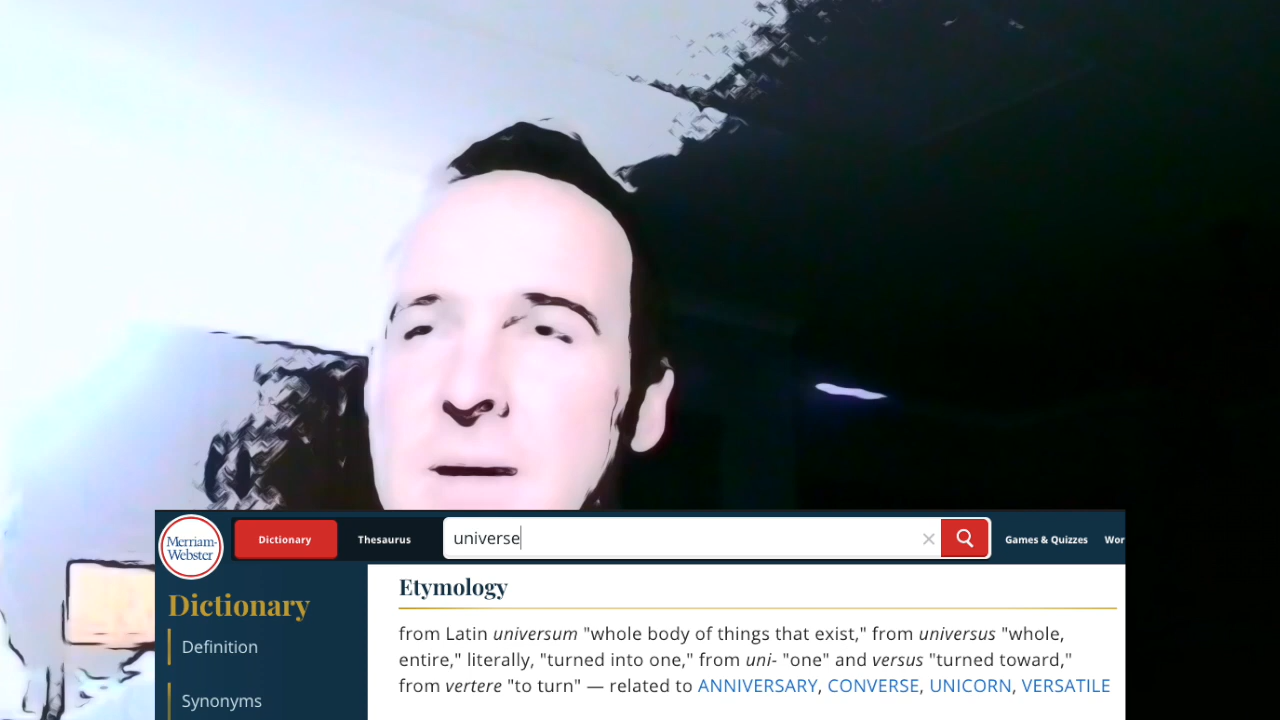 Merriam-
Webster
Dictionary
Thesaurus
universe
Games & Quizzes
Dictionary
Definition
Synonyms
Etymology
from Latin universum "whole body of things that exist," from universus "whole,
entire," literally, "turned into one," from uni- "one" and versus "turned toward,"
from vertere "to turn" — related to ANNIVERSARY, CONVERSE, UNICORN, VERSATILE